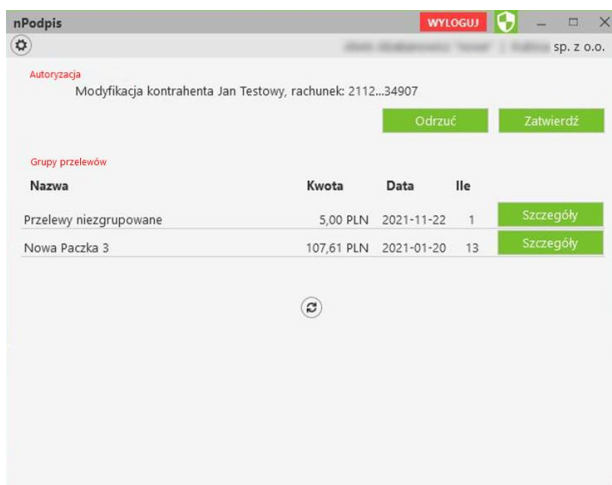 nPodpis WYLOGUJ
sp. z o.o.
Autoryzacja
Modyfikacja kontrahenta Jan Testowy, rachunek: 2112...34907
Odrzuć Zatwierdź
Grupy przelewów
Nazwa Kwota Data Ile
Przelewy niezgrupowane 5,00 PLN 2021-11-22 1 Szczegóły
Nowa Paczka 3 107,61 PLN 2021-01-20 13 Szczegóły